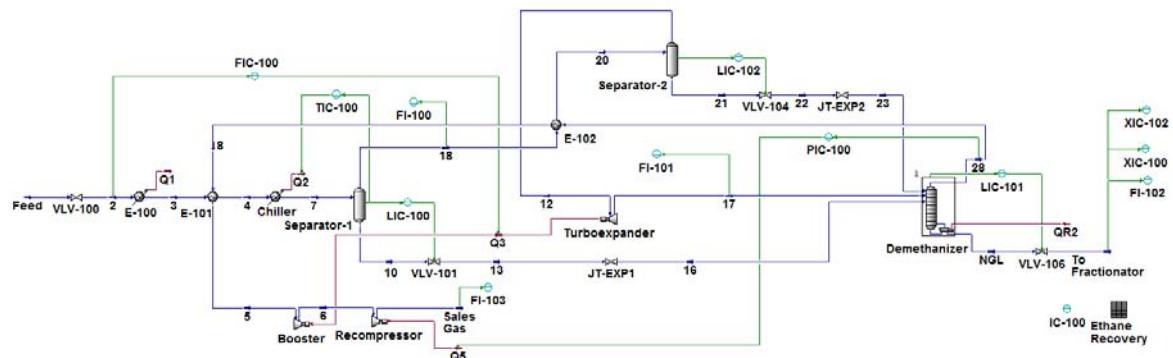 20
FIC-100
Separator-2
LIC-102
TIC-100
FI-100
21
VLV-104
22
JT-EXP2
23
XIC-102
E-102
18
18
PIC-100
28
XIC-100
FI-101
LIC-101
FI-102
Q1
Q2
Feed
VLV-100
2
E-100
3
E-101
4
Chiller
7
Separator-1
LIC-100
12
Turboexpander
17
Q3
Demethanizer
QR2
NGL
VLV-106
To
Fractionator
10
VLV-101
13
JT-EXP1
16
FI-103
5
Booster
6
Recompressor
Sales
Gas
Q5
IC-100
Ethane
Recovery